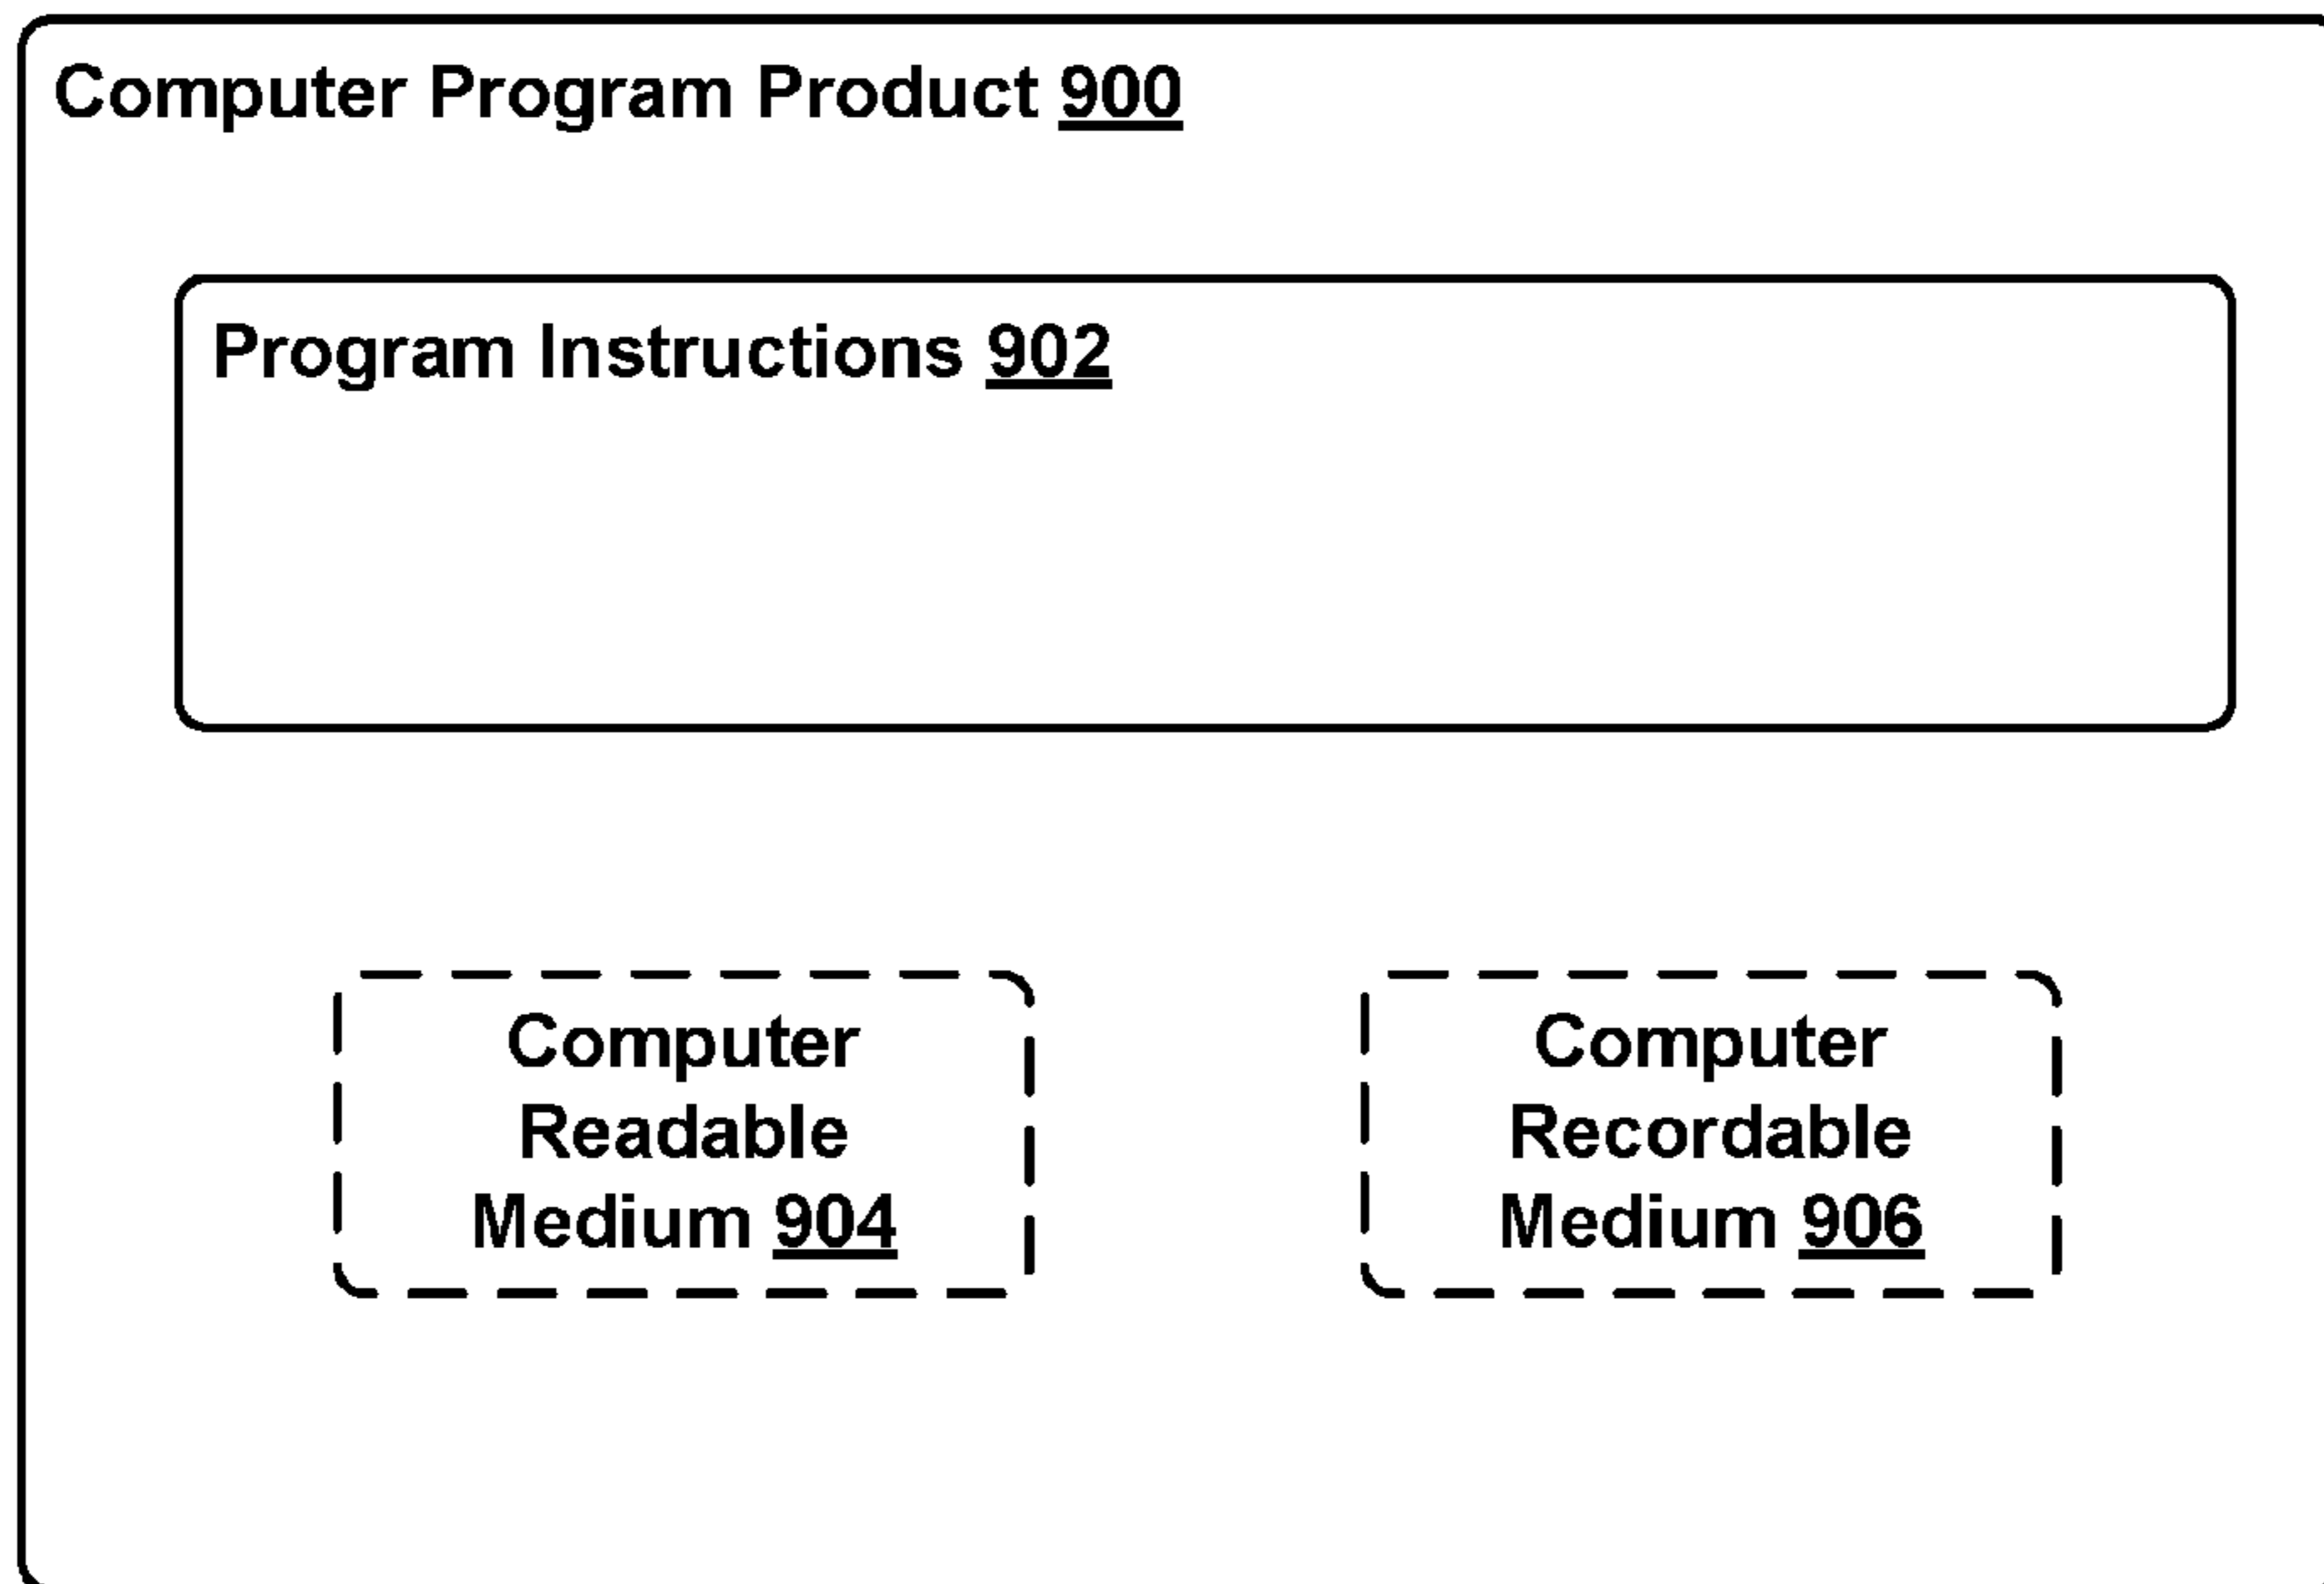 Computer Program Product 900
Program Instructions 902
Computer
Readable
Medium 904
Computer
Recordable
Medium 906